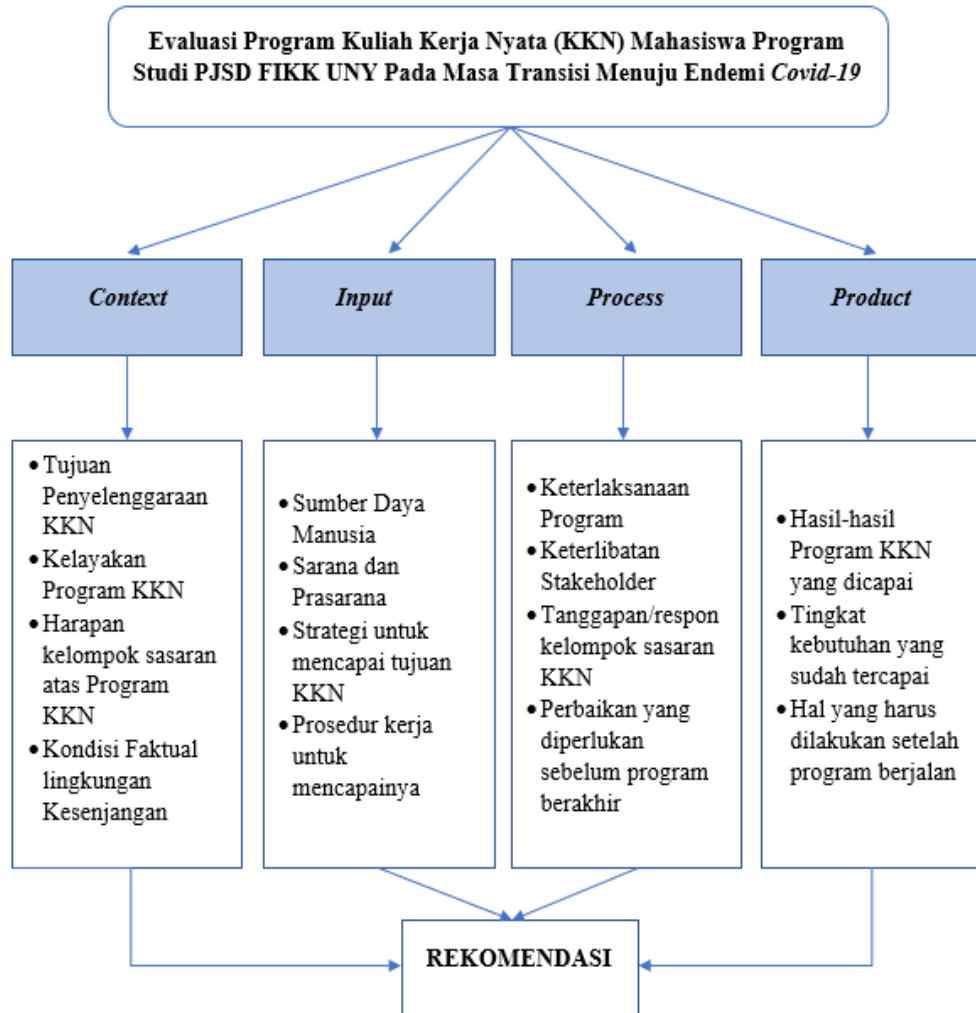 Evaluasi Program Kuliah Kerja Nyata (KKN) Mahasiswa Program
Studi PJSD FIKK UNY Pada Masa Transisi Menuju Endemi Covid-19
Context
Input
Process
Product
• Tujuan
Penyelenggaraan
KKN
• Kelayakan
Program KKN
• Harapan
kelompok sasaran
atas Program
KKN
• Kondisi Faktual
lingkungan
Kesenjangan
• Sumber Daya
Manusia
• Sarana dan
Prasarana
• Strategi untuk
mencapai tujuan
KKN
• Prosedur kerja
untuk
mencapainya
• Keterlaksanaan
Program
• Keterlibatan
Stakeholder
• Tanggapan/respon
kelompok sasaran
KKN
• Perbaikan yang
diperlukan
sebelum program
berakhir
• Hasil-hasil
Program KKN
yang dicapai
• Tingkat
kebutuhan yang
sudah tercapai
• Hal yang harus
dilakukan setelah
program berjalan
REKOMENDASI